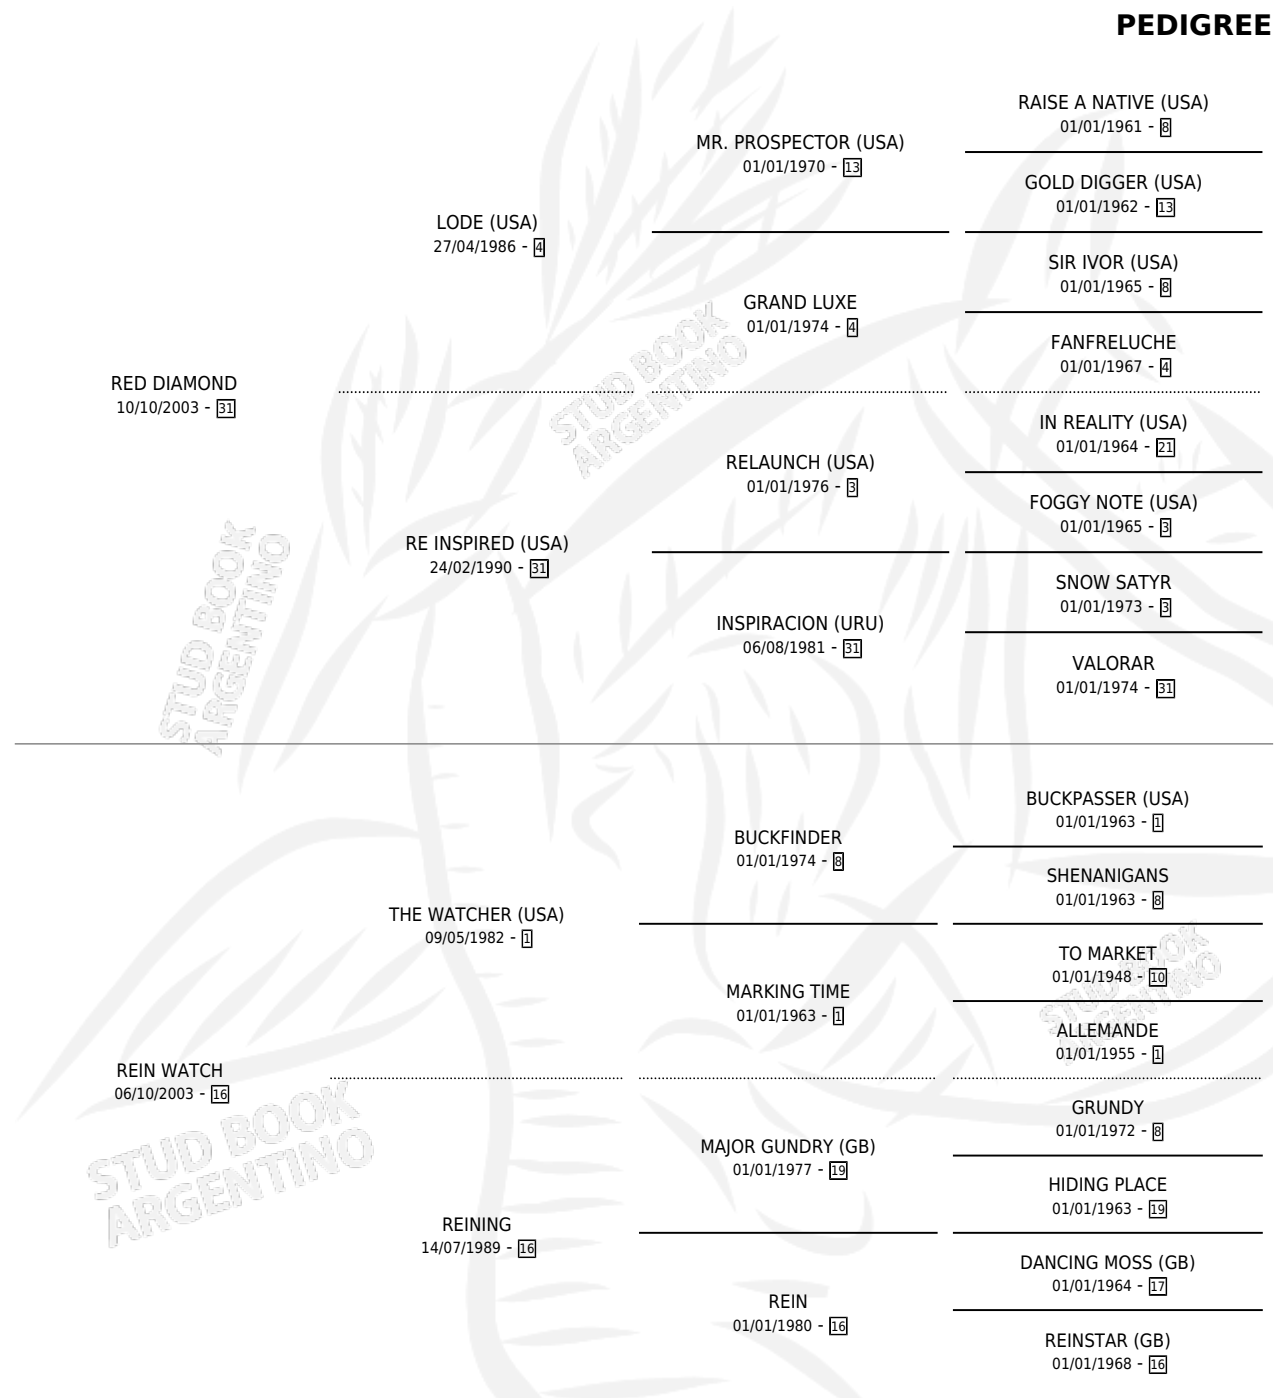 PEDIGREE
RAISE A NATIVE (USA)
01/01/1961 - 8
MR. PROSPECTOR (USA)
01/01/1970 - 13
GOLD DIGGER (USA)
01/01/1962 - 13
LODE (USA)
27/04/1986 - 4
SIR IVOR (USA)
01/01/1965 - 8
GRAND LUXE
01/01/1974 - 4
FANFRELUCHE
01/01/1967 - 4
RED DIAMOND
10/10/2003 - 31
IN REALITY (USA)
01/01/1964 - 21
RELAUNCH (USA)
01/01/1976 - 3
FOGGY NOTE (USA)
01/01/1965 - 3
RE INSPIRED (USA)
24/02/1990 - 31
SNOW SATYR
01/01/1973 - 3
INSPIRACION (URU)
06/08/1981 - 31
VALORAR
01/01/1974 - 31
BUCKPASSER (USA)
01/01/1963 - 1
BUCKFINDER
01/01/1974 - 8
SHENANIGANS
01/01/1963 - 8
THE WATCHER (USA)
09/05/1982 - 1
TO MARKET
01/01/1948 - 10
MARKING TIME
01/01/1963 - 1
ALLEMANDE
01/01/1955 - 1
REIN WATCH
06/10/2003 - 16
GRUNDY
01/01/1972 - 8
MAJOR GUNDRY (GB)
01/01/1977 - 19
HIDING PLACE
01/01/1963 - 19
REINING
14/07/1989 - 16
DANCING MOSS (GB)
01/01/1964 - 17
REIN
01/01/1980 - 16
REINSTAR (GB)
01/01/1968 - 16
STUD BOOK
ARGENTINO
STUD BOOK
ARGENTINO
STUD BOOK
ARGENTINO
STUD BOOK
ARGENTINO